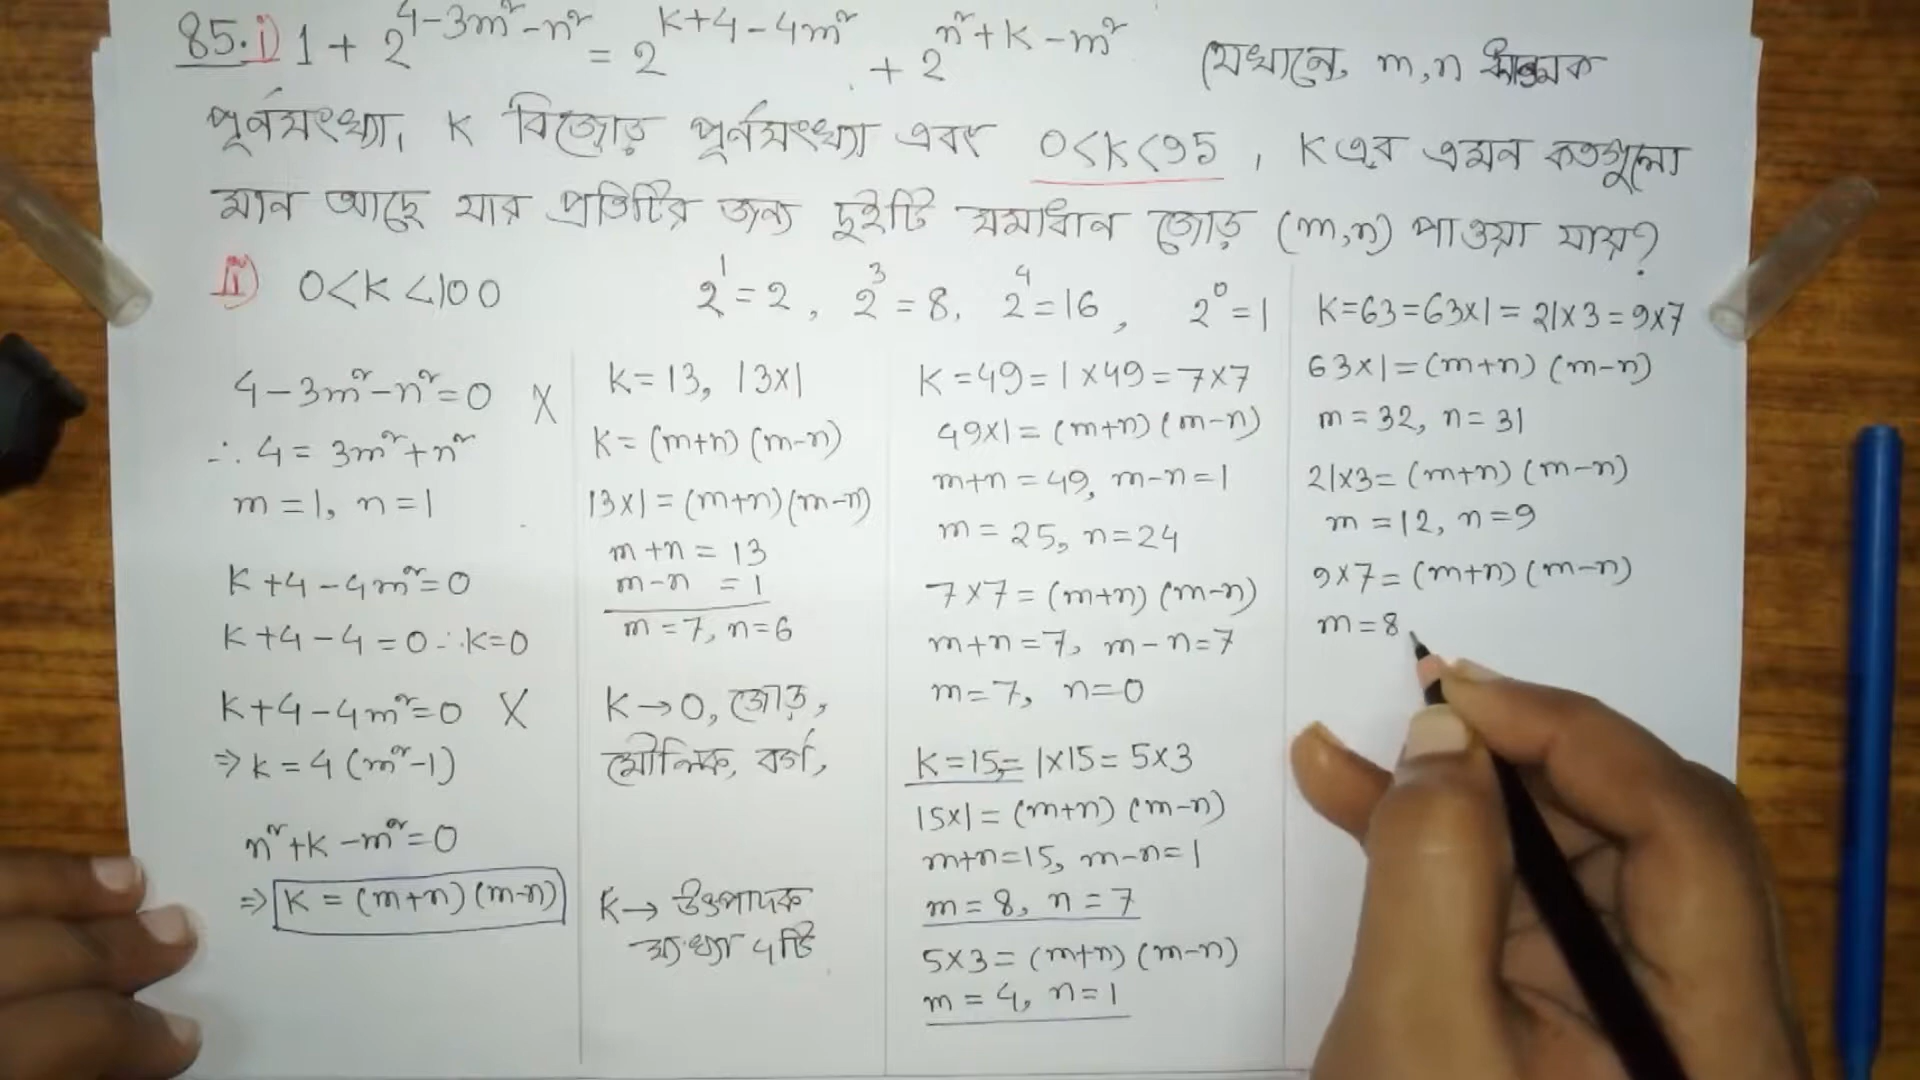 85. i) 1 + 2^{4-3m²-n²} = 2^{k+4-4m²} + 2^{n²+k-m²} (যেখানে, m,n
পূর্নসংখ্যা, K বিজোড় পূর্নসংখ্যা এবং 0<K<95, K এর এমন কতগুলো
মান আছে যার প্রতিটির জন্য দুইটি সমাধান জোড় (m,n) পাওয়া যায়?
ii) 0<K<100
2¹=2, 2³=8, 2⁴=16, 2⁰=1
4-3m²-n²=0 X
∴ 4 = 3m²+n²
m=1, n=1
K+4-4m²=0
K+4-4=0 ∴ k=0
K+4-4m²=0 X
⇒ k=4(m²-1)
n²+k-m²=0
⇒ K=(m+n)(m-n)
K=13, 13×1
K=(m+n)(m-n)
13×1=(m+n)(m-n)
m+n=13
m-n=1
m=7, n=6
K→0, জোড়,
মৌলিক, বর্গ,
K→ উৎপাদক
সংখ্যা ৪টি
K=49=1×49=7×7
49×1=(m+n)(m-n)
m+n=49, m-n=1
m=25, n=24
7×7=(m+n)(m-n)
m+n=7, m-n=7
m=7, n=0
K=15,=1×15=5×3
15×1=(m+n)(m-n)
m+n=15, m-n=1
m=8, n=7
5×3=(m+n)(m-n)
m=4, n=1
K=63=63×1=21×3=9×7
63×1=(m+n)(m-n)
m=32, n=31
21×3=(m+n)(m-n)
m=12, n=9
9×7=(m+n)(m-n)
m=8,